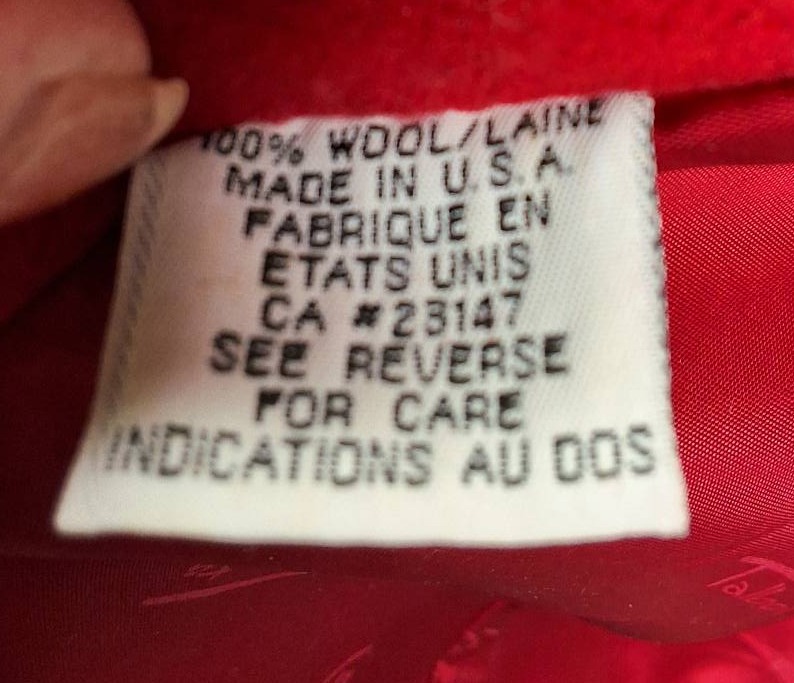 100% WOOL/LAINE
MADE IN U.S.A.
FABRIQUE EN
ETATS UNIS
CA #23147
SEE REVERSE
FOR CARE
INDICATIONS AU DOS